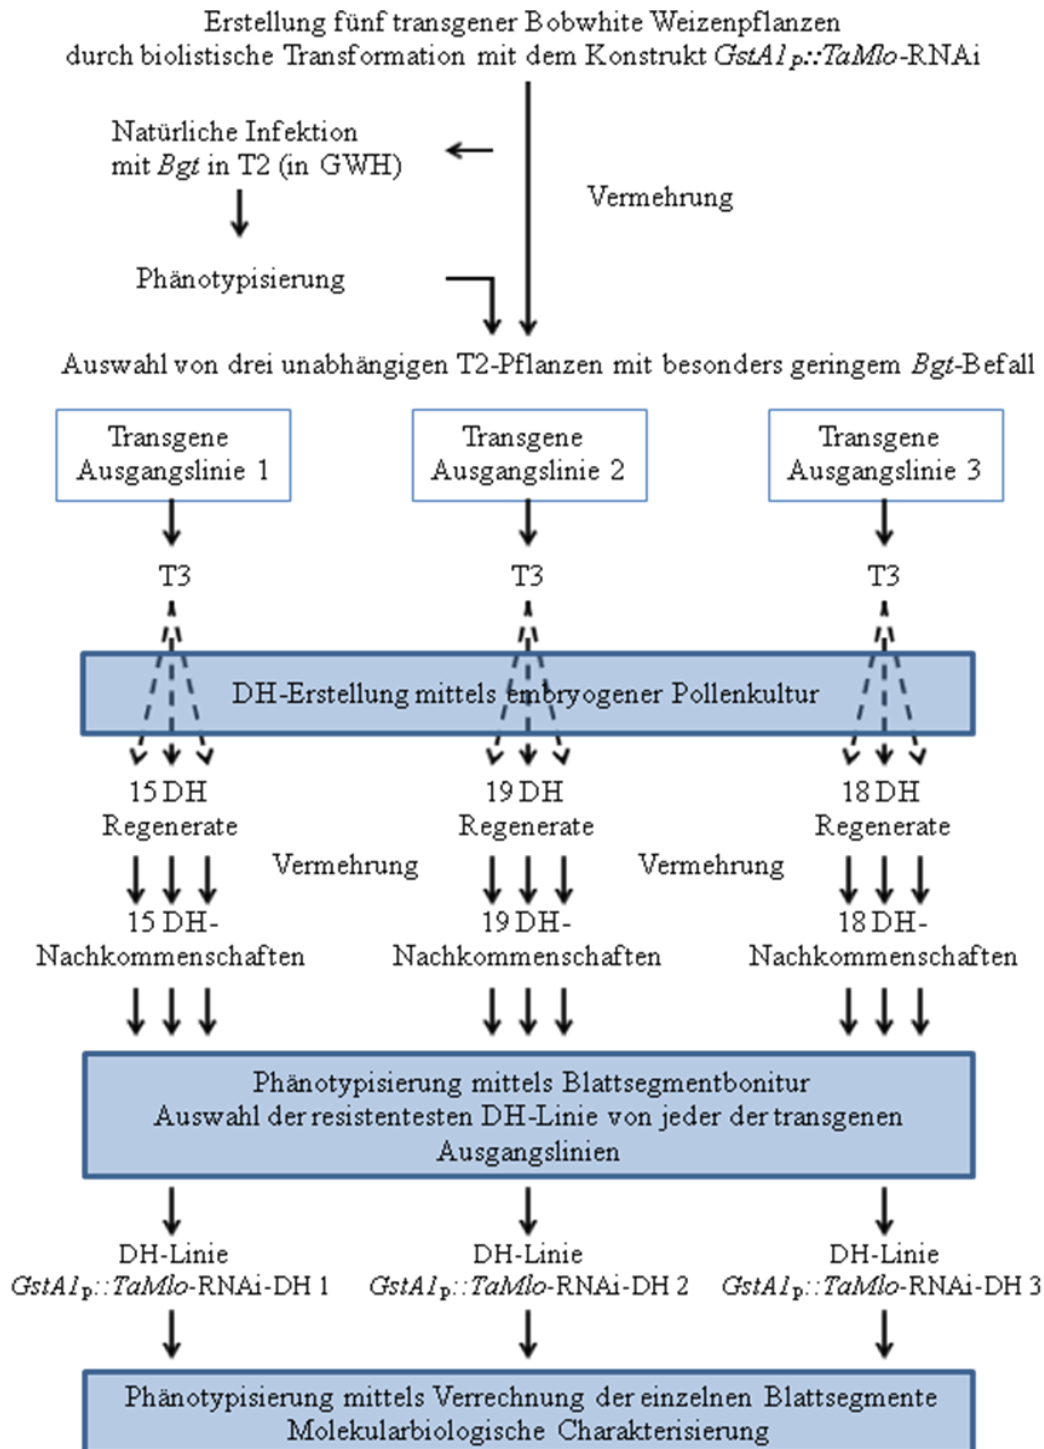 Erstellung fünf transgener Bobwhite Weizenpflanzen
durch biolistische Transformation mit dem Konstrukt GstA1p::TaMlo-RNAi
Natürliche Infektion
mit Bgt in T2 (in GWH)
Vermehrung
Phänotypisierung
Auswahl von drei unabhängigen T2-Pflanzen mit besonders geringem Bgt-Befall
Transgene
Ausgangslinie 1
Transgene
Ausgangslinie 2
Transgene
Ausgangslinie 3
T3
T3
T3
DH-Erstellung mittels embryogener Pollenkultur
15 DH
Regenerate
19 DH
Regenerate
18 DH
Regenerate
Vermehrung
Vermehrung
15 DH-
Nachkommenschaften
19 DH-
Nachkommenschaften
18 DH-
Nachkommenschaften
Phänotypisierung mittels Blattsegmentbonitur
Auswahl der resistentesten DH-Linie von jeder der transgenen
Ausgangslinien
DH-Linie
GstA1p::TaMlo-RNAi-DH 1
DH-Linie
GstA1p::TaMlo-RNAi-DH 2
DH-Linie
GstA1p::TaMlo-RNAi-DH 3
Phänotypisierung mittels Verrechnung der einzelnen Blattsegmente
Molekularbiologische Charakterisierung